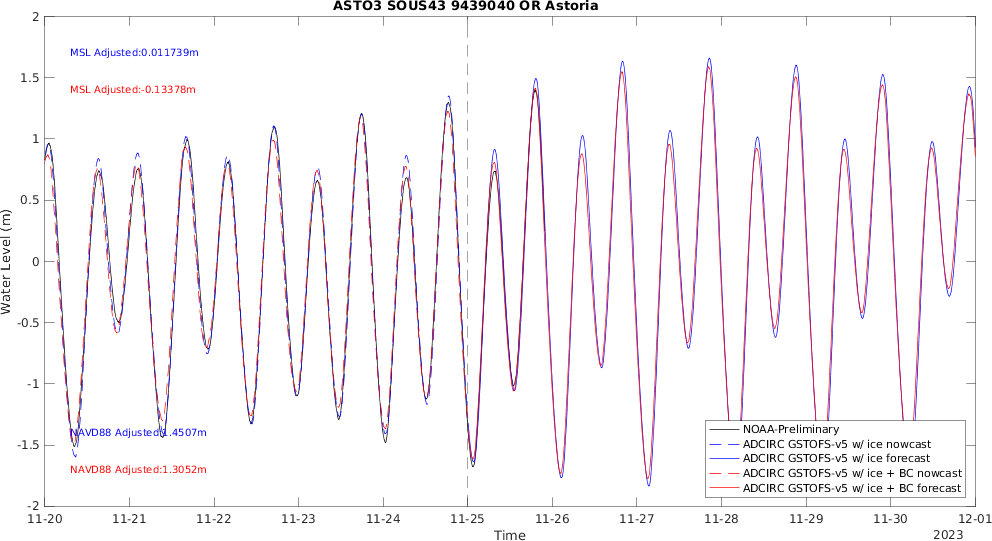 ASTO3 SOUS43 9439040 OR Astoria
MSL Adjusted:0.011739m
MSL Adjusted:-0.13378m
NAVD88 Adjusted:1.4507m
NAVD88 Adjusted:1.3052m
Water Level (m)
2
1.5
1
0.5
0
-0.5
-1
-1.5
-2
NOAA-Preliminary
ADCIRC GSTOFS-v5 w/ ice nowcast
ADCIRC GSTOFS-v5 w/ ice forecast
ADCIRC GSTOFS-v5 w/ ice + BC nowcast
ADCIRC GSTOFS-v5 w/ ice + BC forecast
11-20 11-21 11-22 11-23 11-24 11-25 11-26 11-27 11-28 11-29 11-30 12-01
Time
2023